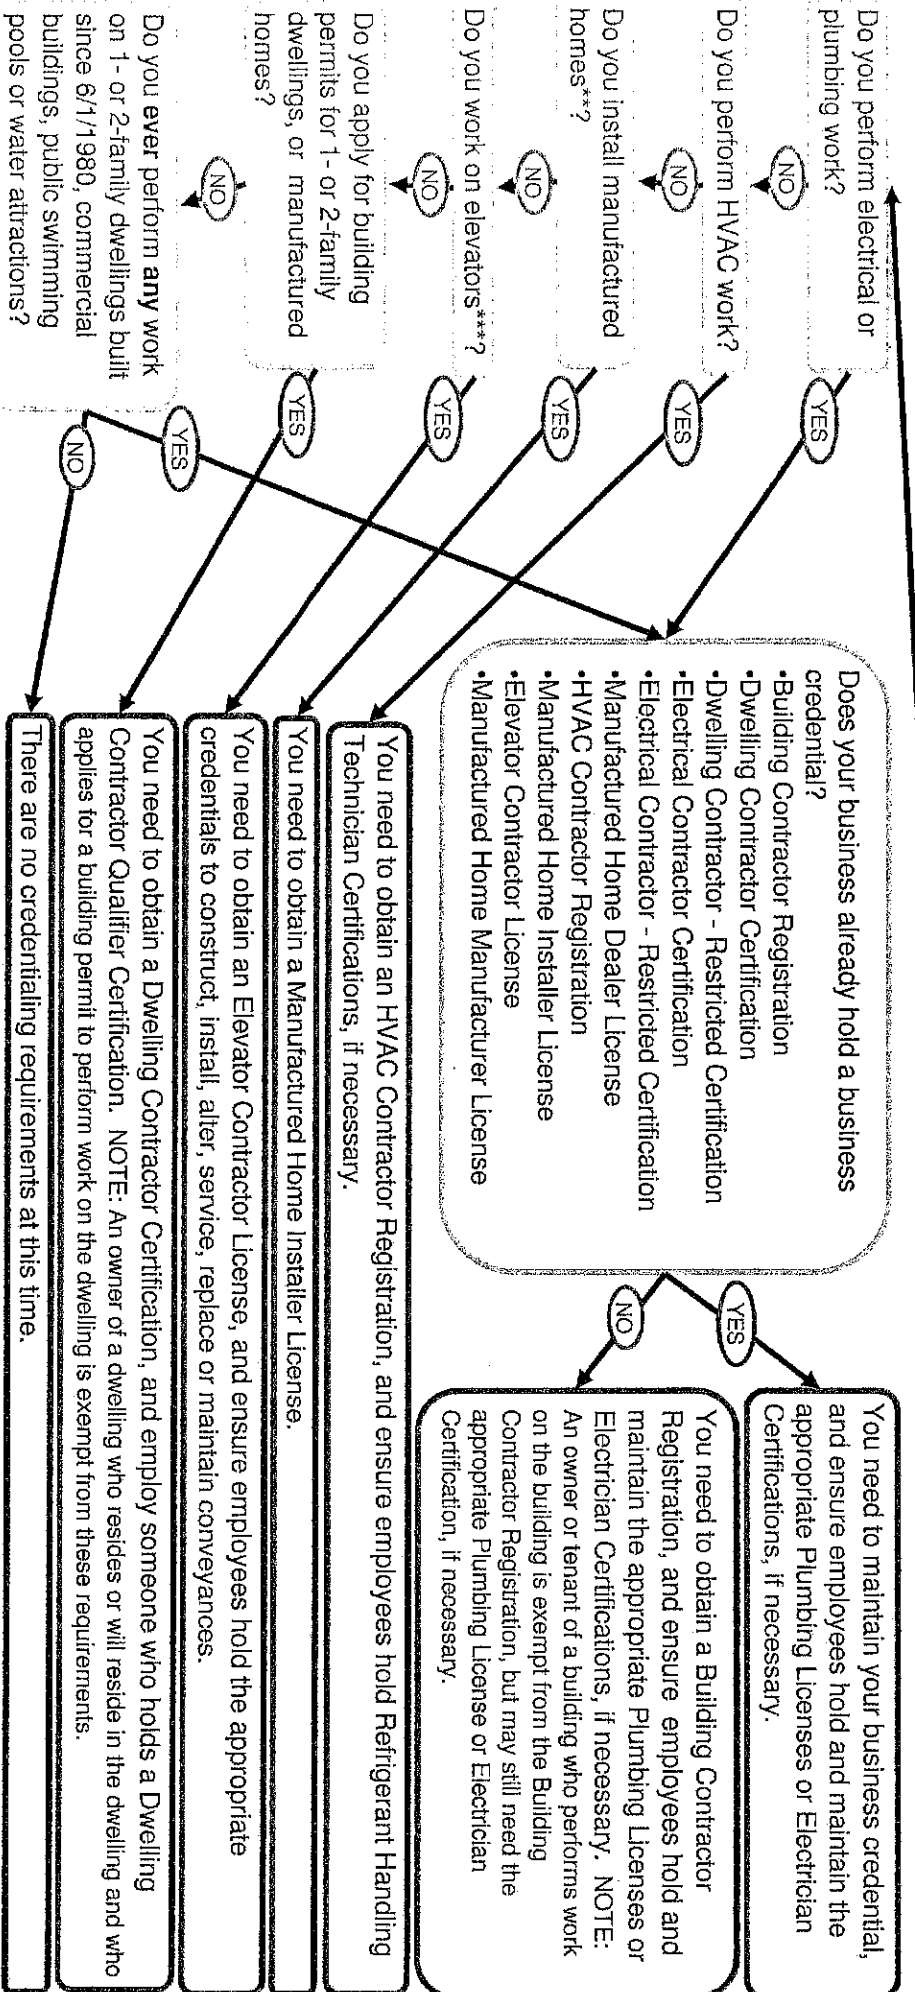 Do you perform electrical or
plumbing work?
NO
YES
Do you perform HVAC work?
NO
YES
Do you install manufactured
homes**?
NO
YES
Do you work on elevators***?
NO
YES
Do you apply for building
permits for 1- or 2-family
dwellings, or manufactured
homes?
NO
YES
Do you ever perform any work
on 1- or 2-family dwellings built
since 6/1/1980, commercial
buildings, public swimming
pools or water attractions?
YES
NO
Does your business already hold a business
credential?
•Building Contractor Registration
•Dwelling Contractor Certification
•Dwelling Contractor - Restricted Certification
•Electrical Contractor Certification
•Electrical Contractor - Restricted Certification
•Manufactured Home Dealer License
•HVAC Contractor Registration
•Manufactured Home Installer License
•Elevator Contractor License
•Manufactured Home Manufacturer License
YES
NO
You need to maintain your business credential,
and ensure employees hold and maintain the
appropriate Plumbing Licenses or Electrician
Certifications, if necessary.
You need to obtain a Building Contractor
Registration, and ensure employees hold and
maintain the appropriate Plumbing Licenses or
Electrician Certifications, if necessary. NOTE:
An owner or tenant of a building who performs work
on the building is exempt from the Building
Contractor Registration, but may still need the
appropriate Plumbing License or Electrician
Certification, if necessary.
You need to obtain an HVAC Contractor Registration, and ensure employees hold Refrigerant Handling
Technician Certifications, if necessary.
You need to obtain a Manufactured Home Installer License.
You need to obtain an Elevator Contractor License, and ensure employees hold the appropriate
credentials to construct, install, alter, service, replace or maintain conveyances.
You need to obtain a Dwelling Contractor Certification, and employ someone who holds a Dwelling
Contractor Qualifier Certification. NOTE: An owner of a dwelling who resides or will reside in the dwelling and who
applies for a building permit to perform work on the dwelling is exempt from these requirements.
There are no credentialing requirements at this time.